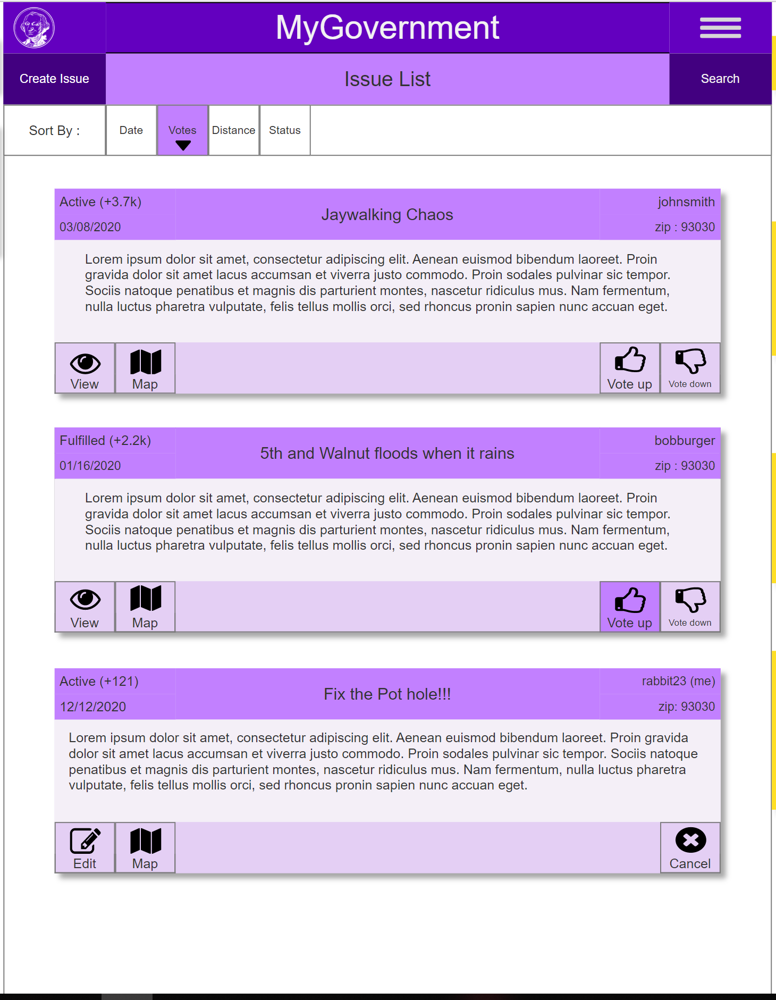 MyGovernment
Create Issue
Issue List
Search
Sort By :
Date
Votes
Distance
Status
Active (+3.7k)
03/08/2020
Jaywalking Chaos
johnsmith
zip : 93030
Lorem ipsum dolor sit amet, consectetur adipiscing elit. Aenean euismod bibendum laoreet. Proin
gravida dolor sit amet lacus accumsan et viverra justo commodo. Proin sodales pulvinar sic tempor.
Sociis natoque penatibus et magnis dis parturient montes, nascetur ridiculus mus. Nam fermentum,
nulla luctus pharetra vulputate, felis tellus mollis orci, sed rhoncus pronin sapien nunc accuan eget.
View
Map
Vote up
Vote down
Fulfilled (+2.2k)
01/16/2020
5th and Walnut floods when it rains
bobburger
zip : 93030
Lorem ipsum dolor sit amet, consectetur adipiscing elit. Aenean euismod bibendum laoreet. Proin
gravida dolor sit amet lacus accumsan et viverra justo commodo. Proin sodales pulvinar sic tempor.
Sociis natoque penatibus et magnis dis parturient montes, nascetur ridiculus mus. Nam fermentum,
nulla luctus pharetra vulputate, felis tellus mollis orci, sed rhoncus pronin sapien nunc accuan eget.
View
Map
Vote up
Vote down
Active (+121)
12/12/2020
Fix the Pot hole!!!
rabbit23 (me)
zip: 93030
Lorem ipsum dolor sit amet, consectetur adipiscing elit. Aenean euismod bibendum laoreet. Proin gravida
dolor sit amet lacus accumsan et viverra justo commodo. Proin sodales pulvinar sic tempor. Sociis natoque
penatibus et magnis dis parturient montes, nascetur ridiculus mus. Nam fermentum, nulla luctus pharetra
vulputate, felis tellus mollis orci, sed rhoncus pronin sapien nunc accuan eget.
Edit
Map
Cancel